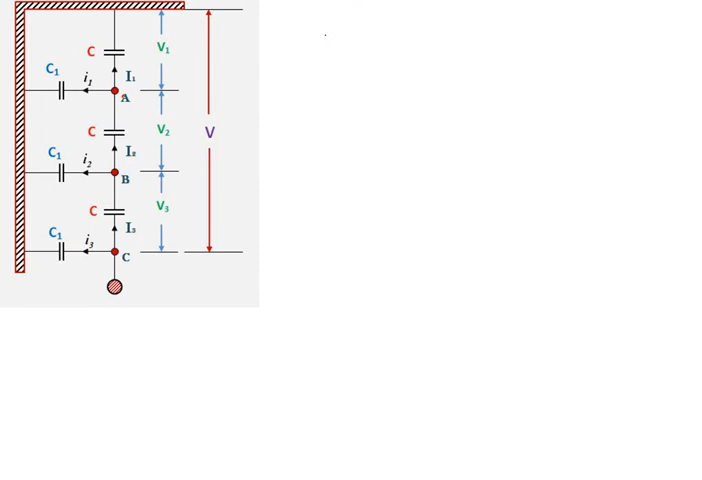 C
V₁
C₁
i₁
I₁
A
C
V₂
V
C₁
i₂
I₂
B
C
V₃
C₁
i₃
I₃
C